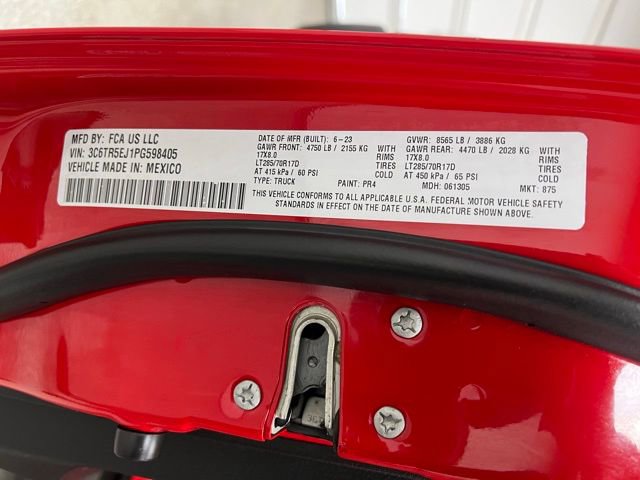 MFD BY: FCA US LLC
VIN: 3C6TR5EJ1PG598405
VEHICLE MADE IN: MEXICO
DATE OF MFR (BUILT): 6-23
GAWR FRONT: 4750 LB / 2155 KG WITH
17X8.0 RIMS
LT285/70R17D TIRES
AT 415 kPa / 60 PSI COLD
TYPE: TRUCK PAINT: PR4
GVWR: 8565 LB / 3886 KG
GAWR REAR: 4470 LB / 2028 KG WITH
17X8.0 RIMS
LT285/70R17D TIRES
AT 450 kPa / 65 PSI COLD
MDH: 061305 MKT: 875
THIS VEHICLE CONFORMS TO ALL APPLICABLE U.S.A. FEDERAL MOTOR VEHICLE SAFETY
STANDARDS IN EFFECT ON THE DATE OF MANUFACTURE SHOWN ABOVE.